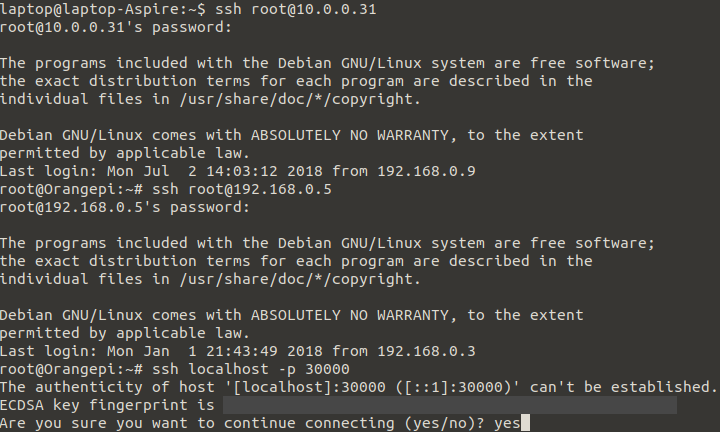 laptop@laptop-Aspire:~$ ssh root@10.0.0.31
root@10.0.0.31's password:
The programs included with the Debian GNU/Linux system are free software;
the exact distribution terms for each program are described in the
individual files in /usr/share/doc/*/copyright.
Debian GNU/Linux comes with ABSOLUTELY NO WARRANTY, to the extent
permitted by applicable law.
Last login: Mon Jul  2 14:03:12 2018 from 192.168.0.9
root@Orangepi:~# ssh root@192.168.0.5
root@192.168.0.5's password:
The programs included with the Debian GNU/Linux system are free software;
the exact distribution terms for each program are described in the
individual files in /usr/share/doc/*/copyright.
Debian GNU/Linux comes with ABSOLUTELY NO WARRANTY, to the extent
permitted by applicable law.
Last login: Mon Jan  1 21:43:49 2018 from 192.168.0.3
root@Orangepi:~# ssh localhost -p 30000
The authenticity of host '[localhost]:30000 ([::1]:30000)' can't be established.
ECDSA key fingerprint is
Are you sure you want to continue connecting (yes/no)? yes